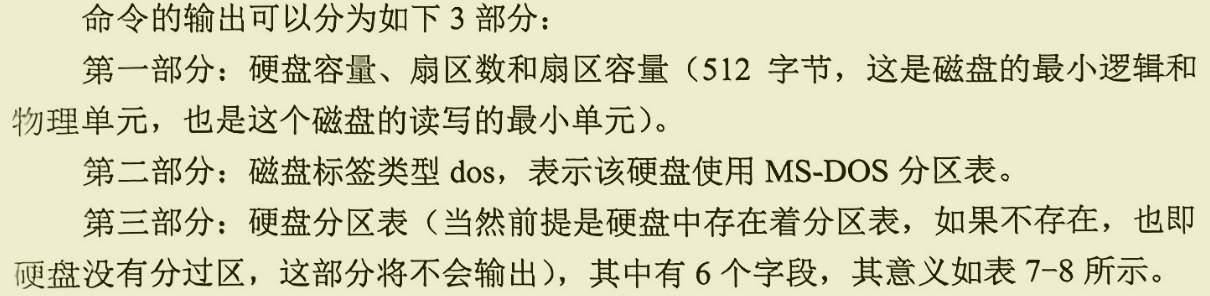 命令的输出可以分为如下 3 部分：
第一部分：硬盘容量、扇区数和扇区容量（512 字节，这是磁盘的最小逻辑和
物理单元，也是这个磁盘的读写的最小单元）。
第二部分：磁盘标签类型 dos，表示该硬盘使用 MS-DOS 分区表。
第三部分：硬盘分区表（当然前提是硬盘中存在着分区表，如果不存在，也即
硬盘没有分过区，这部分将不会输出），其中有 6 个字段，其意义如表 7-8 所示。